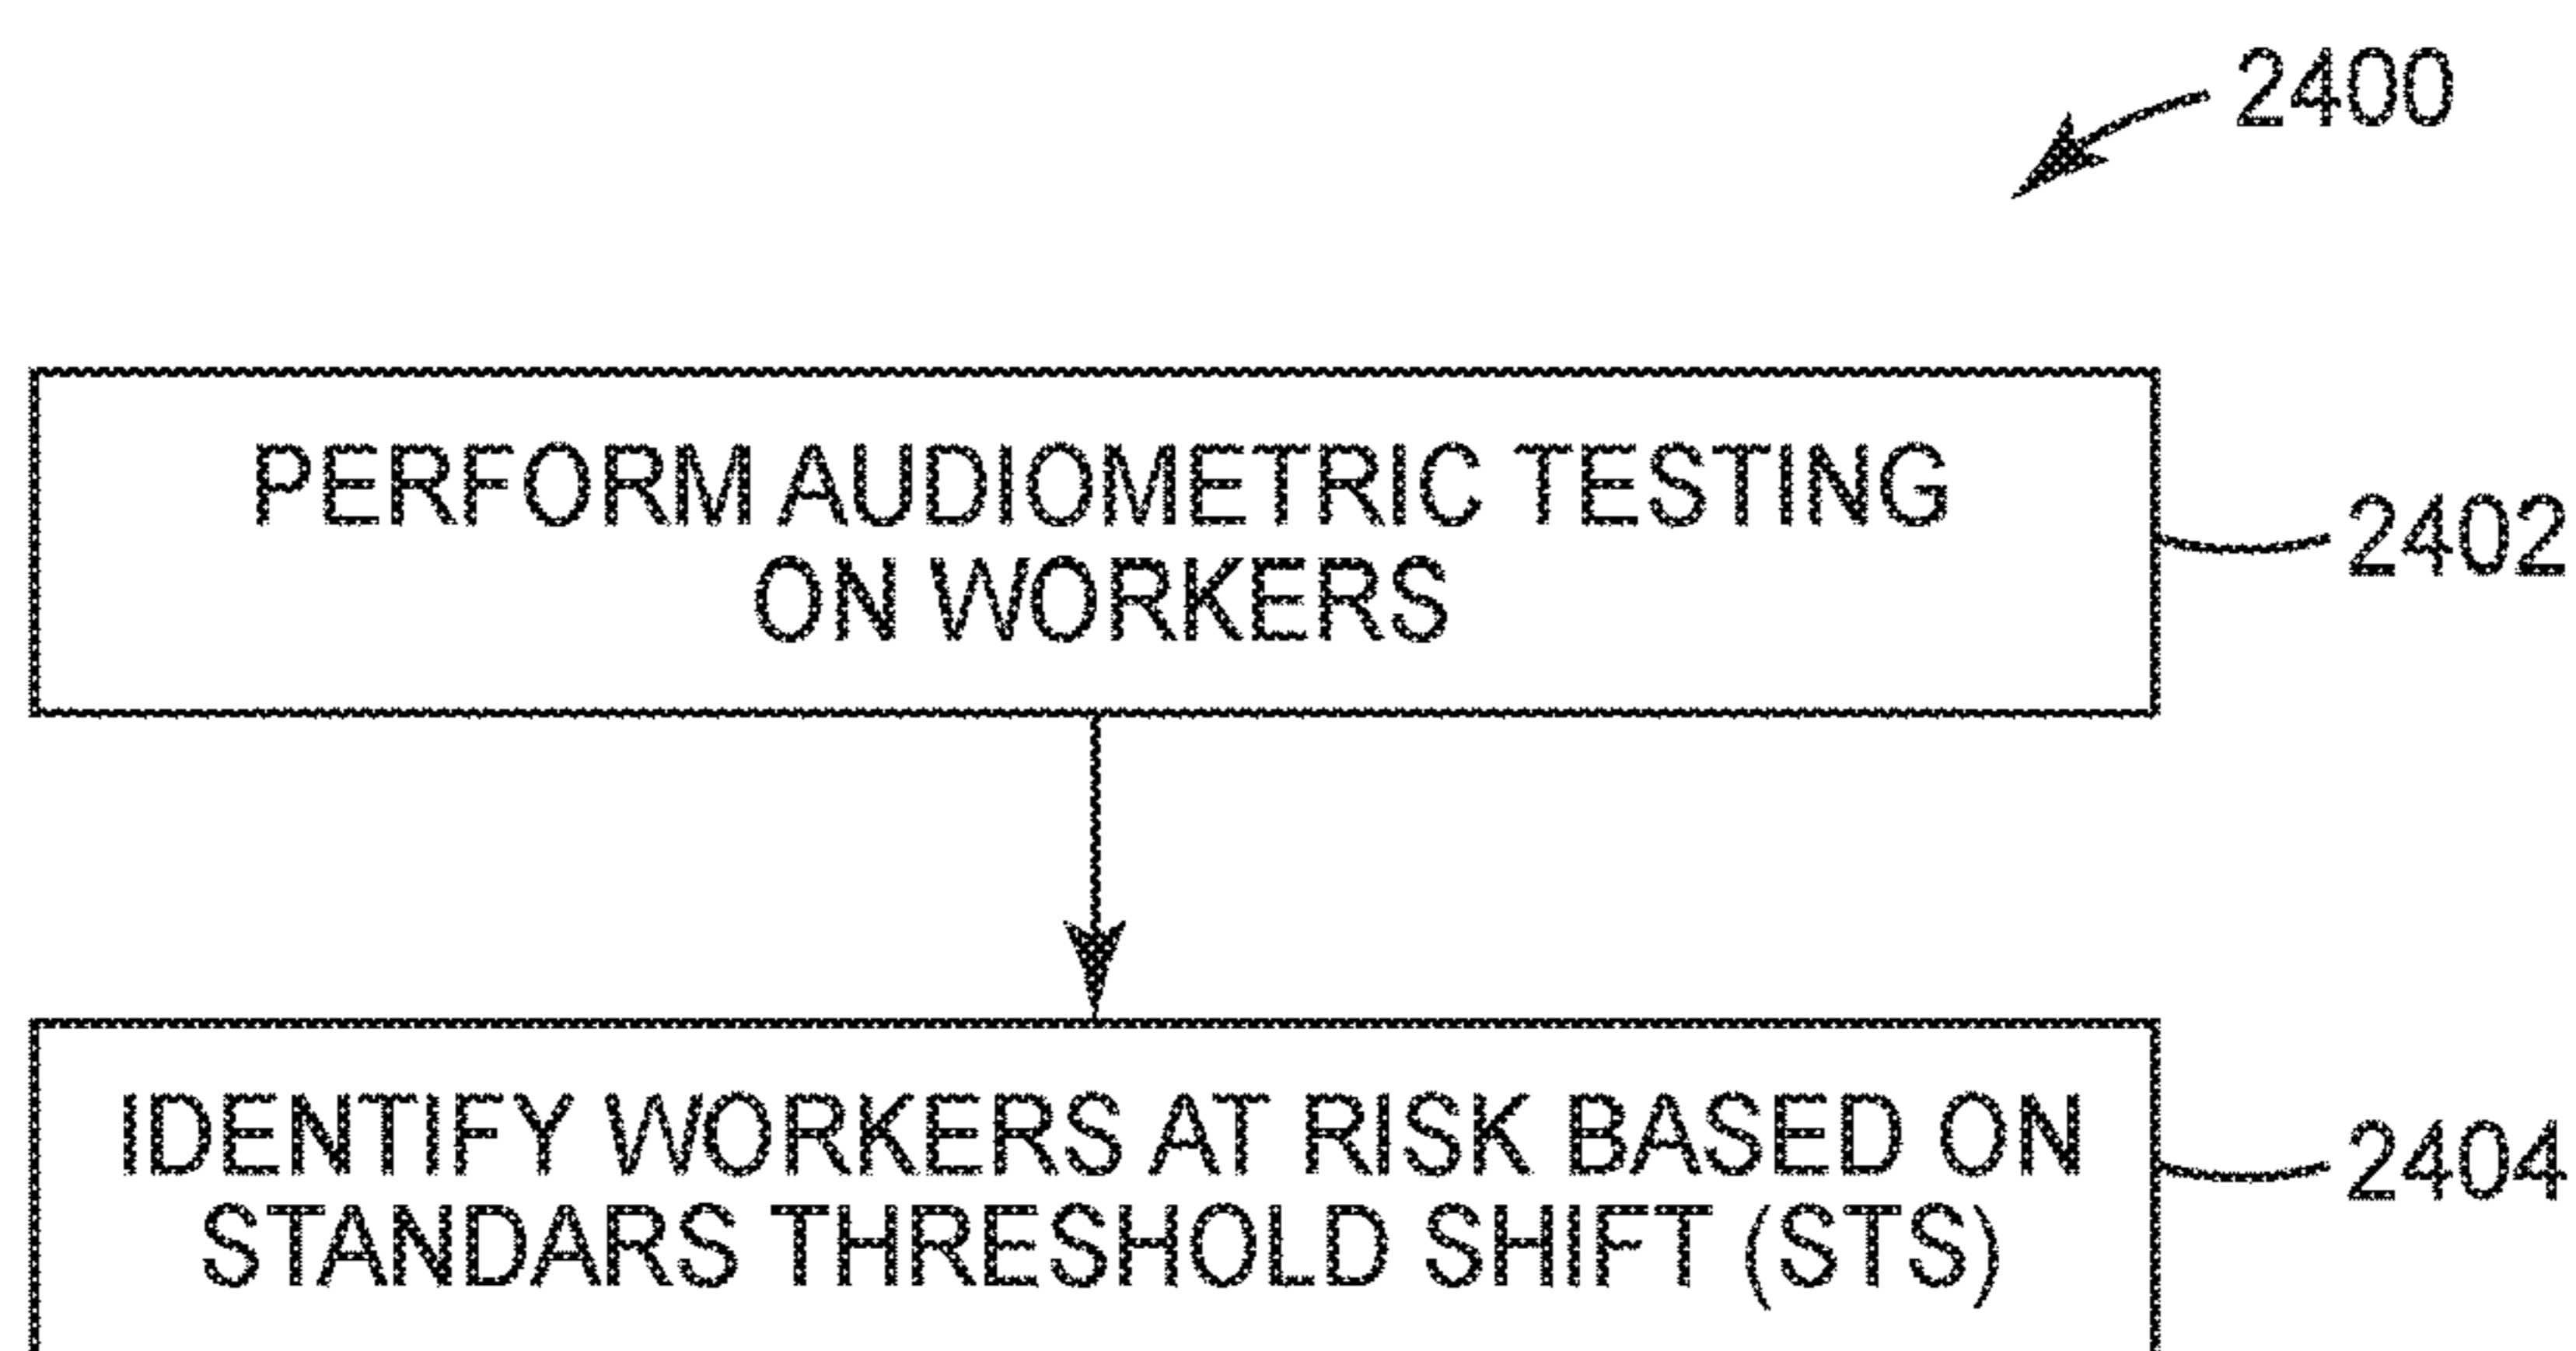 2400
PERFORM AUDIOMETRIC TESTING
ON WORKERS
2402
IDENTIFY WORKERS AT RISK BASED ON
STANDARS THRESHOLD SHIFT (STS)
2404